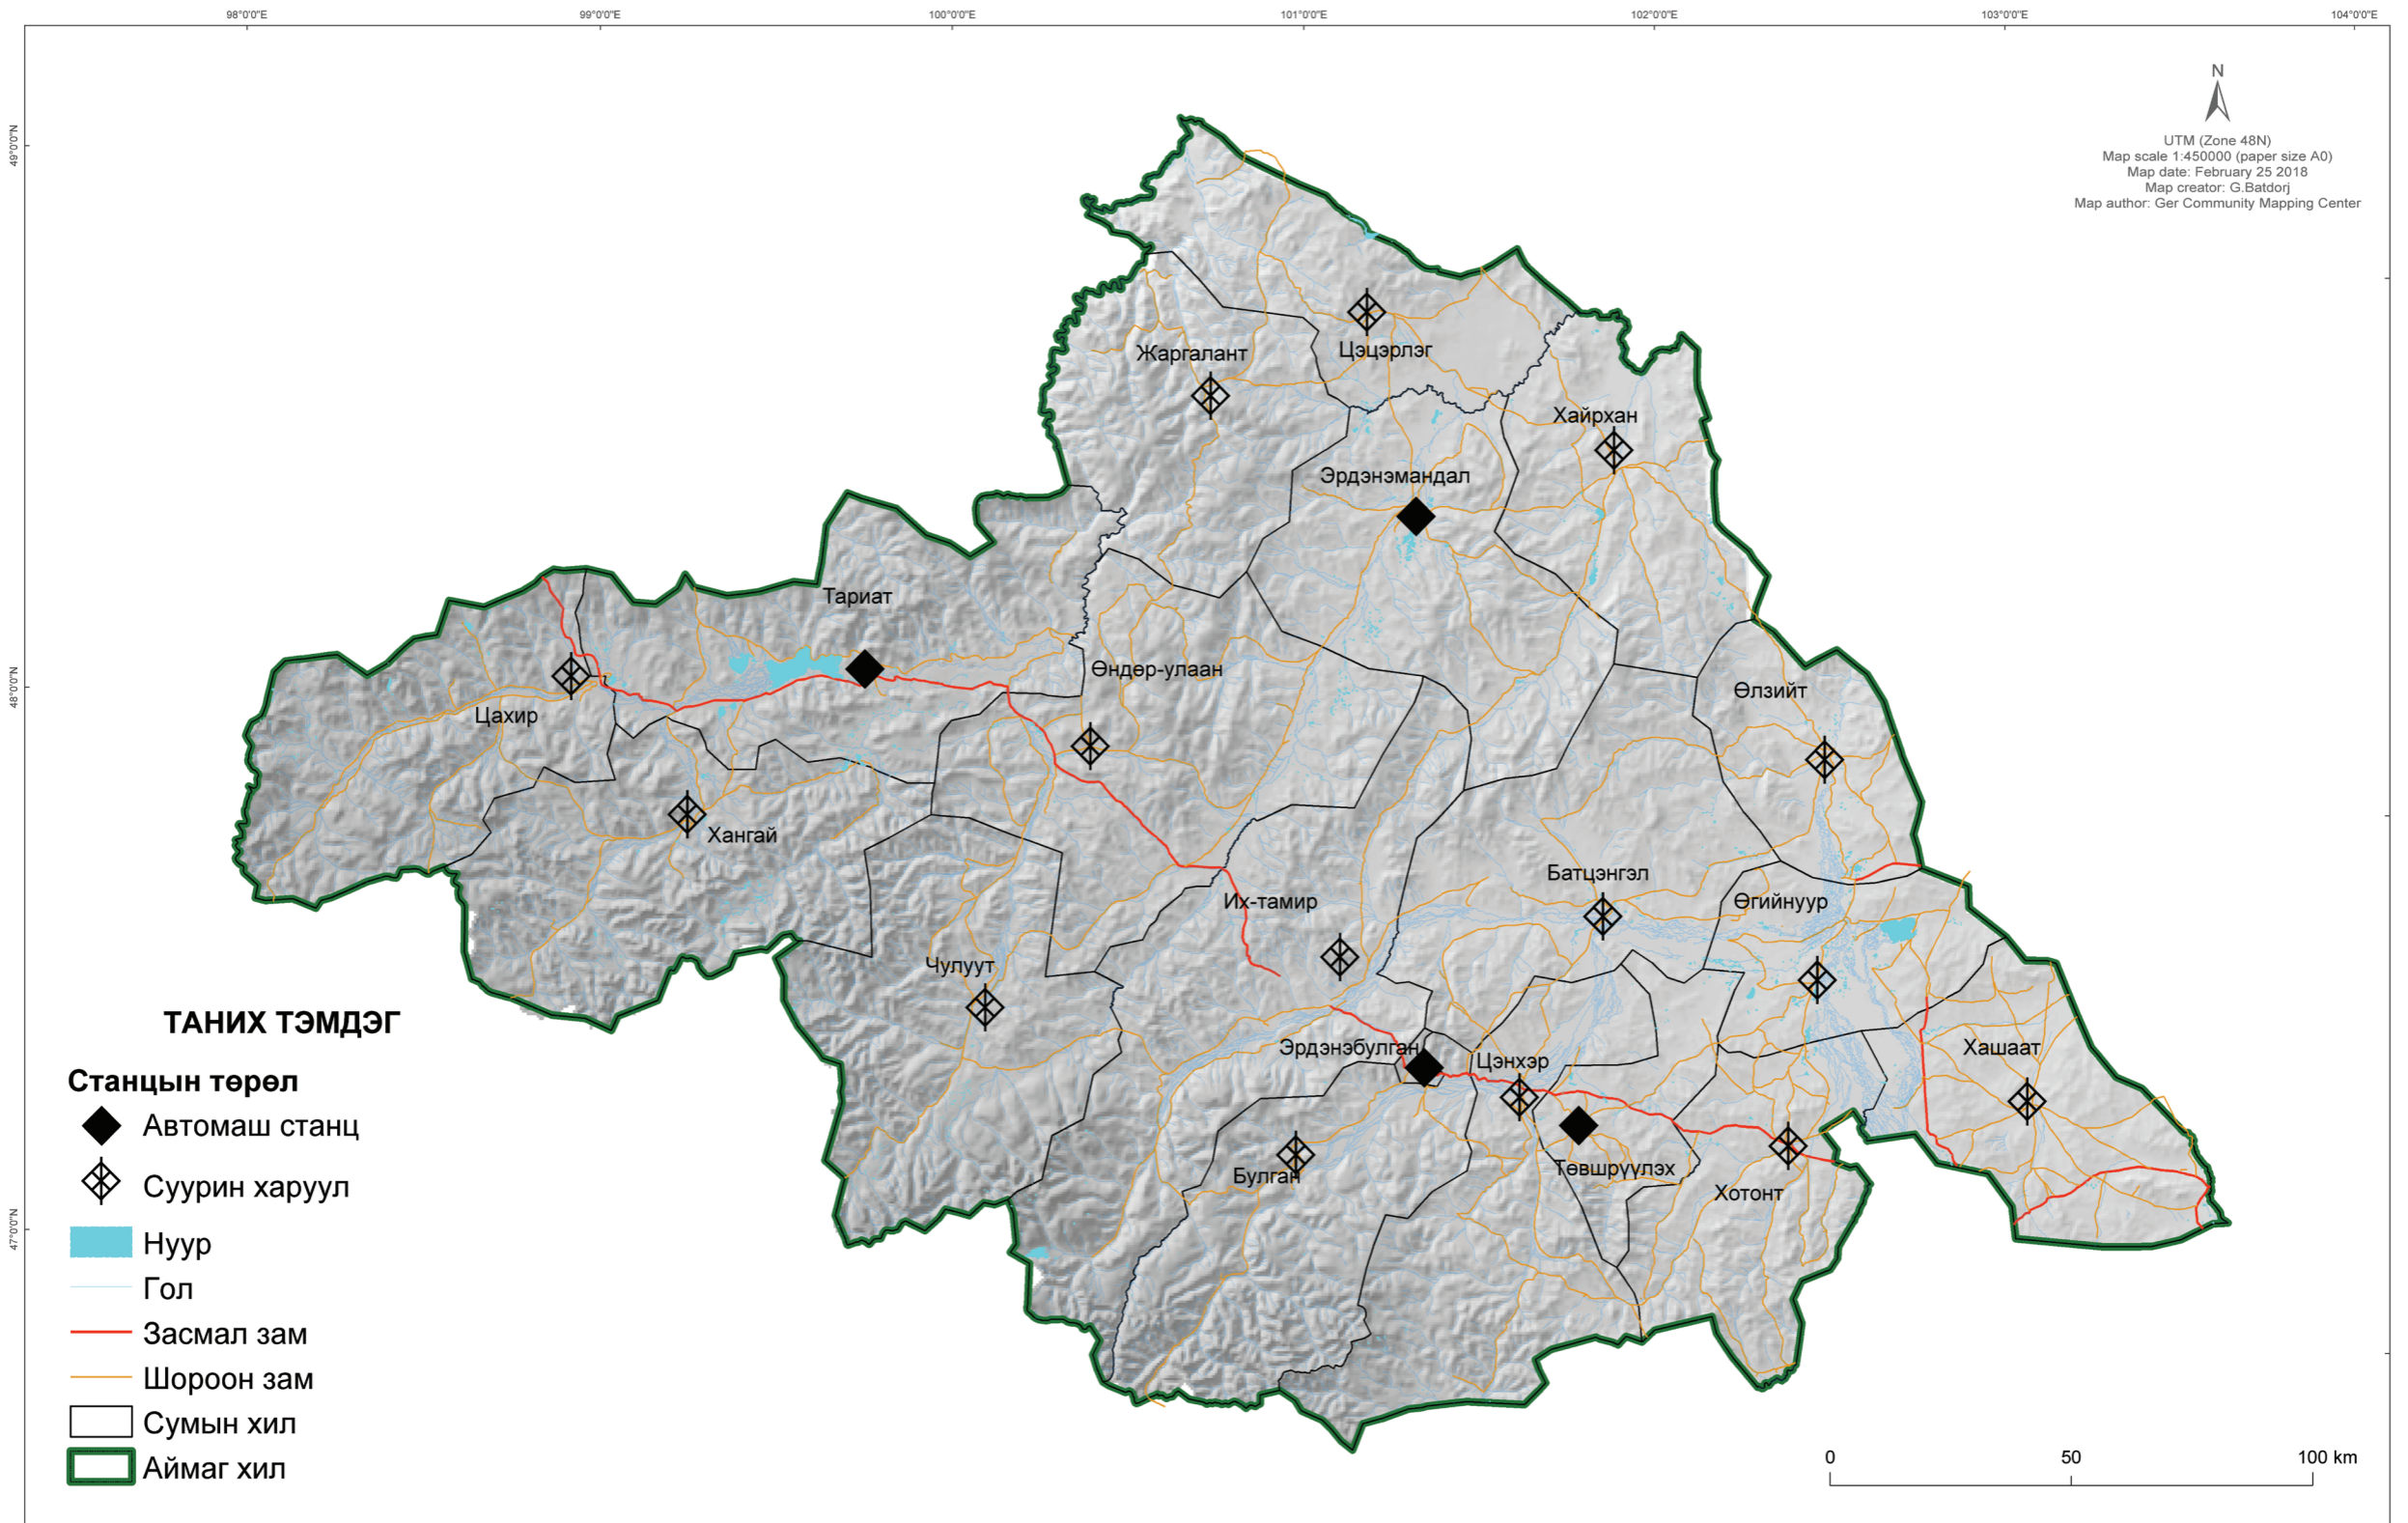 98°0'0"E
99°0'0"E
100°0'0"E
101°0'0"E
102°0'0"E
103°0'0"E
104°0'0"E
49°0'0"N
48°0'0"N
47°0'0"N
N
UTM (Zone 48N)
Map scale 1:450000 (paper size A0)
Map date: February 25 2018
Map creator: G.Batdorj
Map author: Ger Community Mapping Center
Жаргалант
Цэцэрлэг
Хайрхан
Эрдэнэмандал
Тариат
Өндөр-улаан
Өлзийт
Цахир
Хангай
Батцэнгэл
Их-тамир
Өгийнуур
Чулуут
Эрдэнэбулган
Цэнхэр
Хашаат
Булган
Төвшрүүлэх
Хотонт
ТАНИХ ТЭМДЭГ
Станцын төрөл
Автомаш станц
Суурин харуул
Нуур
Гол
Засмал зам
Шороон зам
Сумын хил
Аймаг хил
0 50 100 km